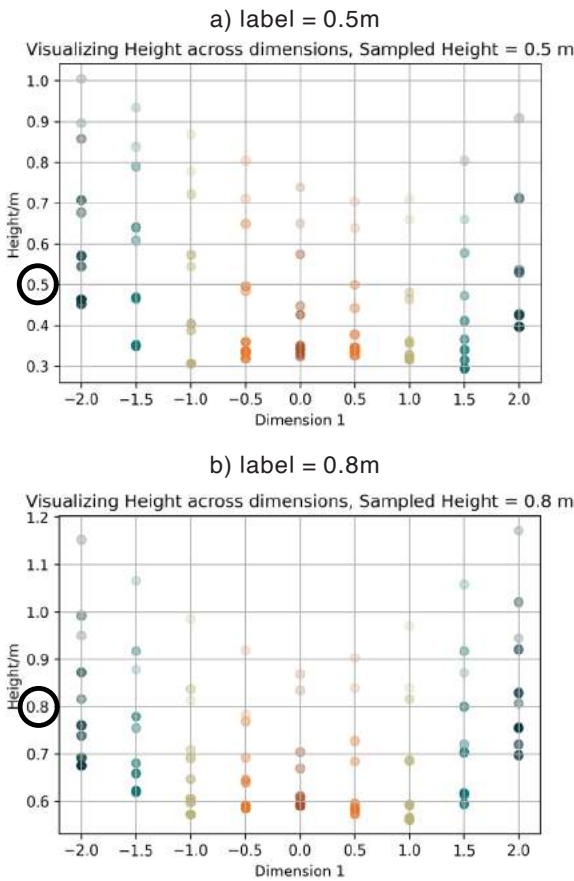 a) label = 0.5m
Visualizing Height across dimensions, Sampled Height = 0.5 m
1.0
0.9
0.8
0.7
0.6
0.5
0.4
0.3
Height/m
−2.0 −1.5 −1.0 −0.5 0.0 0.5 1.0 1.5 2.0
Dimension 1
b) label = 0.8m
Visualizing Height across dimensions, Sampled Height = 0.8 m
1.2
1.1
1.0
0.9
0.8
0.7
0.6
Height/m
−2.0 −1.5 −1.0 −0.5 0.0 0.5 1.0 1.5 2.0
Dimension 1